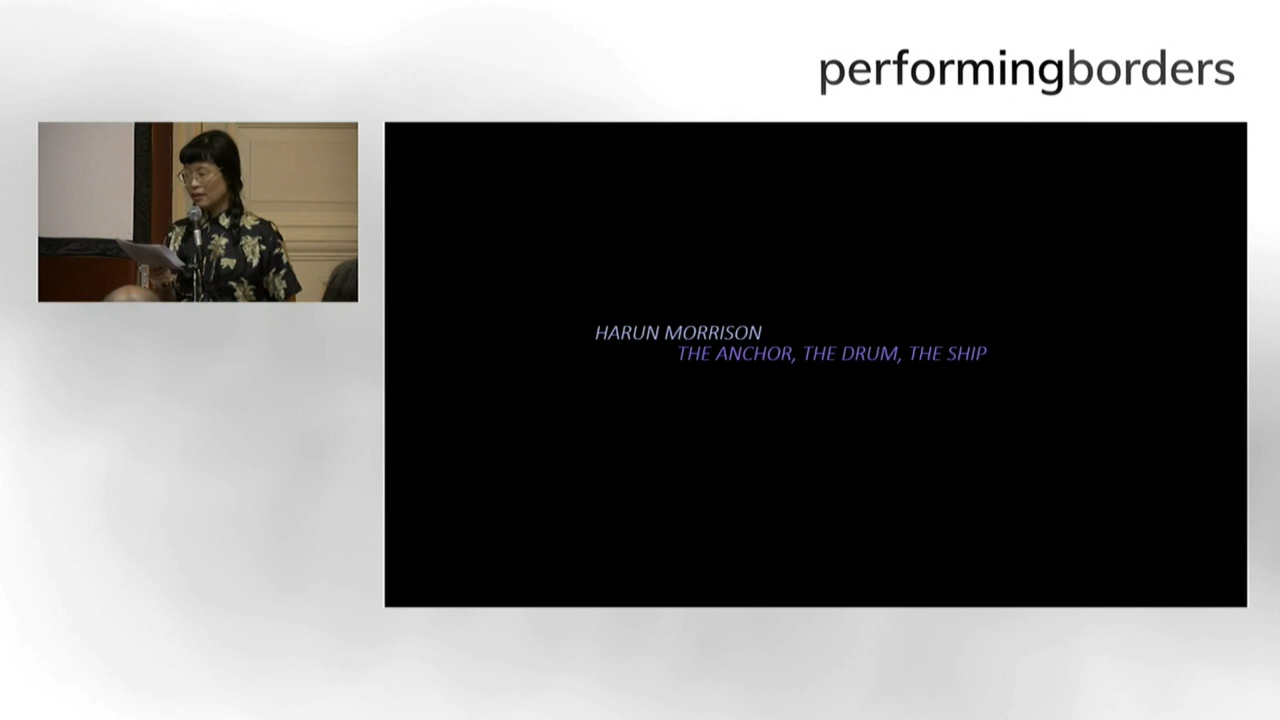 performingborders
HARUN MORRISON
THE ANCHOR, THE DRUM, THE SHIP